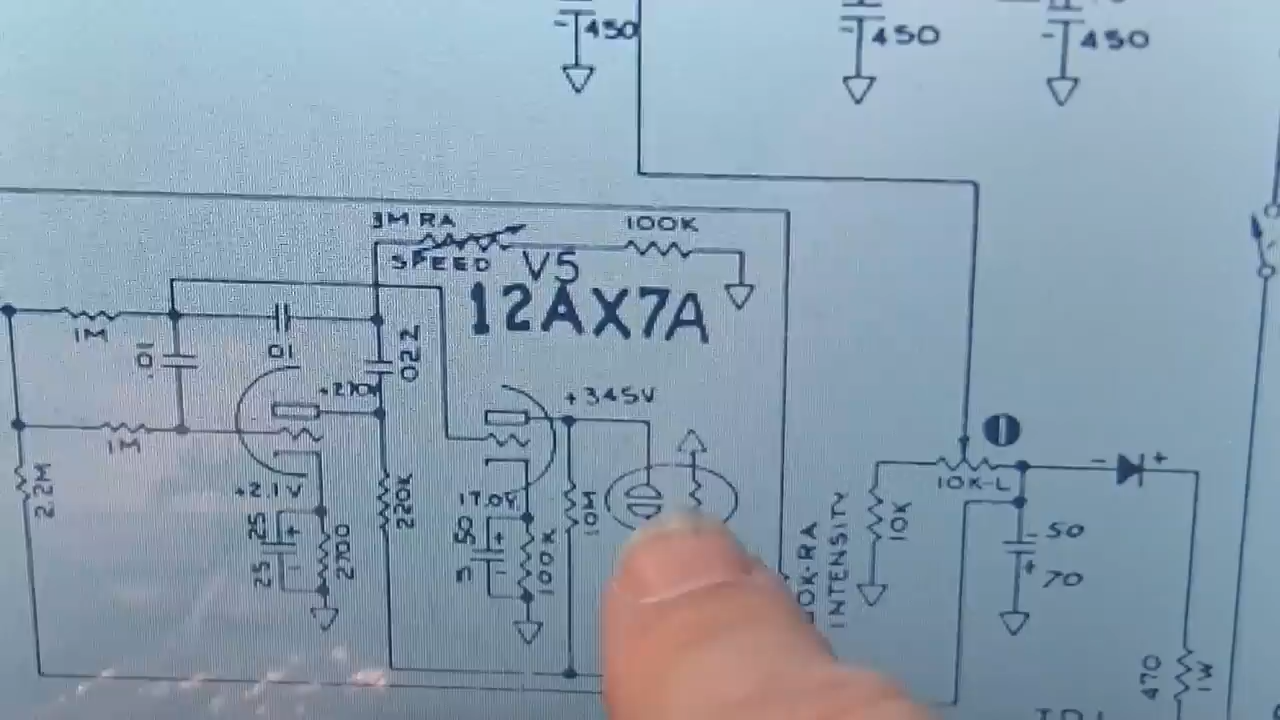 - 450
- 450
- 450
3M RA
100K
SPEED
V5
12AX7A
1M
.01
.01
.022
+270V
+345V
1M
+2.1V
17.0V
2.2M
25 25
2700
220K
3 50
100K
10M
10K
10K-L
- +
INTENSITY
- 50
+ 70
470
1W